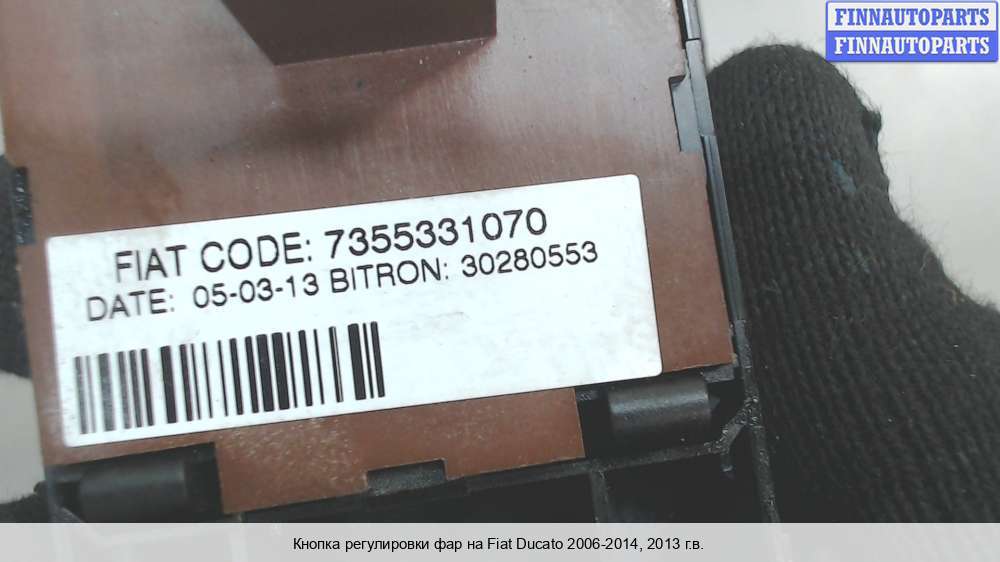 FINNAUTOPARTS
FINNAUTOPARTS
FIAT CODE: 7355331070
DATE: 05-03-13 BITRON: 30280553
Кнопка регулировки фар на Fiat Ducato 2006-2014, 2013 г.в.